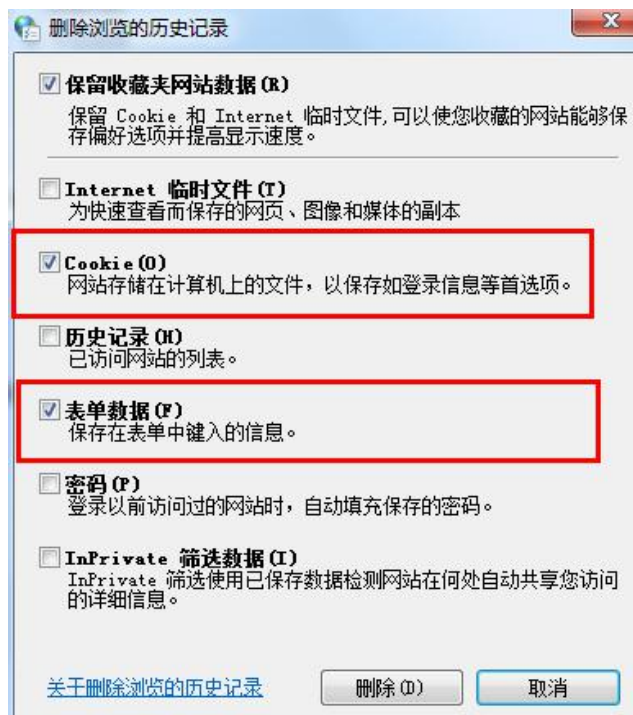 删除浏览的历史记录
保留收藏夹网站数据(R)
保留 Cookie 和 Internet 临时文件,可以使您收藏的网站能够保
存偏好选项并提高显示速度。
Internet 临时文件(T)
为快速查看而保存的网页、图像和媒体的副本
Cookie(O)
网站存储在计算机上的文件，以保存如登录信息等首选项。
历史记录(H)
已访问网站的列表。
表单数据(F)
保存在表单中键入的信息。
密码(P)
登录以前访问过的网站时，自动填充保存的密码。
InPrivate 筛选数据(I)
InPrivate 筛选使用已保存数据检测网站在何处自动共享您访问
的详细信息。
关于删除浏览的历史记录
删除(D)
取消